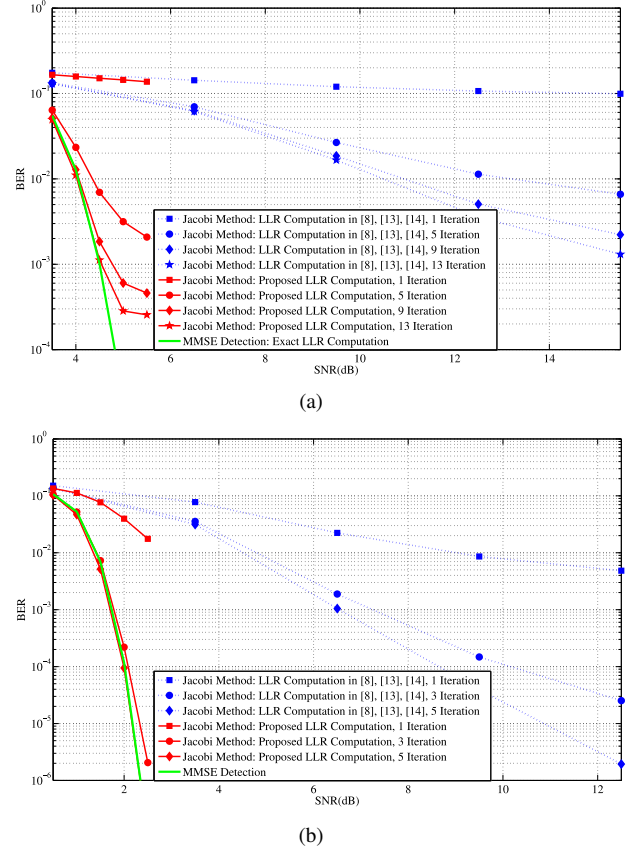 10^0
10^-1
10^-2
10^-3
10^-4
BER
Jacobi Method: LLR Computation in [8], [13], [14], 1 Iteration
Jacobi Method: LLR Computation in [8], [13], [14], 5 Iteration
Jacobi Method: LLR Computation in [8], [13], [14], 9 Iteration
Jacobi Method: LLR Computation in [8], [13], [14], 13 Iteration
Jacobi Method: Proposed LLR Computation, 1 Iteration
Jacobi Method: Proposed LLR Computation, 5 Iteration
Jacobi Method: Proposed LLR Computation, 9 Iteration
Jacobi Method: Proposed LLR Computation, 13 Iteration
MMSE Detection: Exact LLR Computation
4 6 8 10 12 14
SNR(dB)
(a)
10^0
10^-1
10^-2
10^-3
10^-4
10^-5
10^-6
BER
Jacobi Method: LLR Computation in [8], [13], [14], 1 Iteration
Jacobi Method: LLR Computation in [8], [13], [14], 3 Iteration
Jacobi Method: LLR Computation in [8], [13], [14], 5 Iteration
Jacobi Method: Proposed LLR Computation, 1 Iteration
Jacobi Method: Proposed LLR Computation, 3 Iteration
Jacobi Method: Proposed LLR Computation, 5 Iteration
MMSE Detection
2 4 6 8 10 12
SNR(dB)
(b)